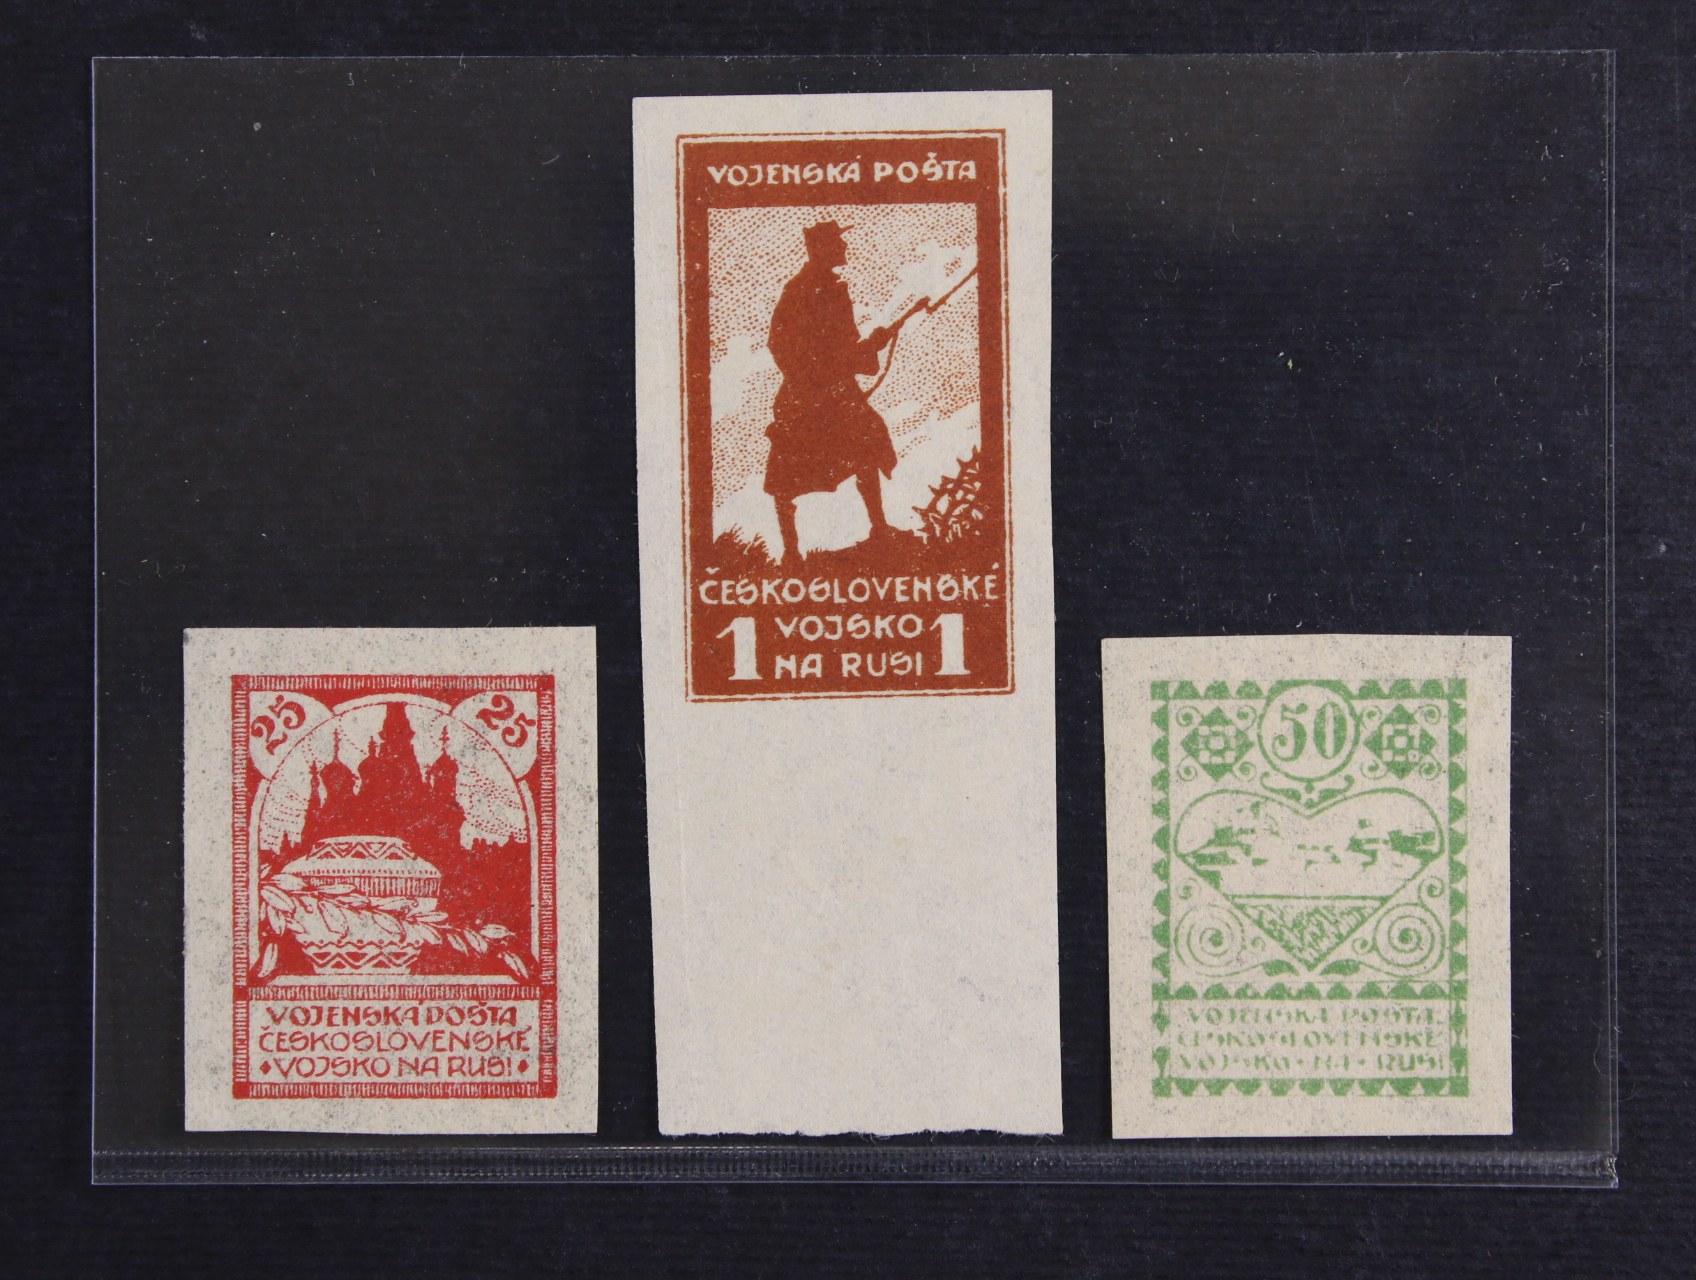 25 25
VOJENSKÁ POŠTA
ČESKOSLOVENSKÉ
VOJSKO NA RUSI
VOJENSKÁ POŠTA
ČESKOSLOVENSKÉ
1 VOJSKO 1
NA RUSI
50
VOJENSKÁ POŠTA
ČESKOSLOVENSKÉ
VOJSKO • NA • RUSI